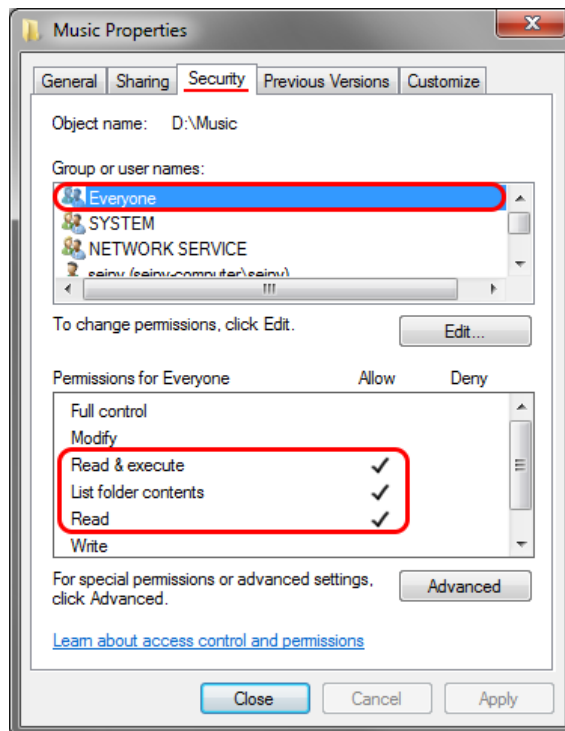 Music Properties
General Sharing Security Previous Versions Customize
Object name: D:\Music
Group or user names:
Everyone
SYSTEM
NETWORK SERVICE
To change permissions, click Edit.
Edit...
Permissions for Everyone Allow Deny
Full control
Modify
Read & execute
List folder contents
Read
Write
For special permissions or advanced settings,
click Advanced.
Advanced
Learn about access control and permissions
Close Cancel Apply